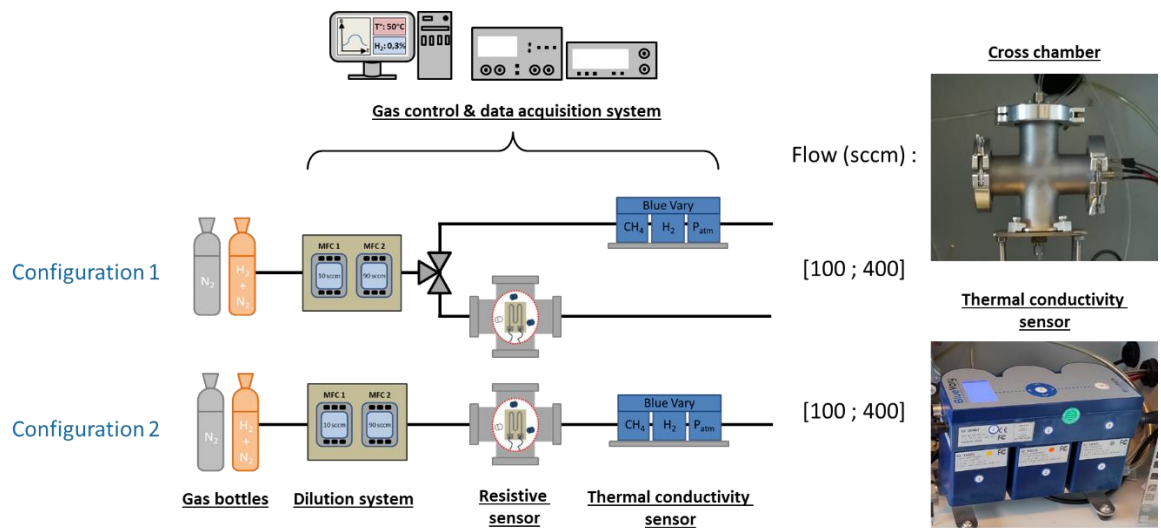 T°: 50°C
H₂: 0,3%
Gas control & data acquisition system
Cross chamber
Flow (sccm) :
Configuration 1
N₂
H₂
+
N₂
MFC 1
MFC 2
10 sccm
90 sccm
Blue Vary
CH₄
H₂
Patm
[100 ; 400]
Thermal conductivity
sensor
Configuration 2
N₂
H₂
+
N₂
MFC 1
MFC 2
10 sccm
90 sccm
Blue Vary
CH₄
H₂
Patm
[100 ; 400]
BlueVary
Gas bottles
Dilution system
Resistive
sensor
Thermal conductivity
sensor